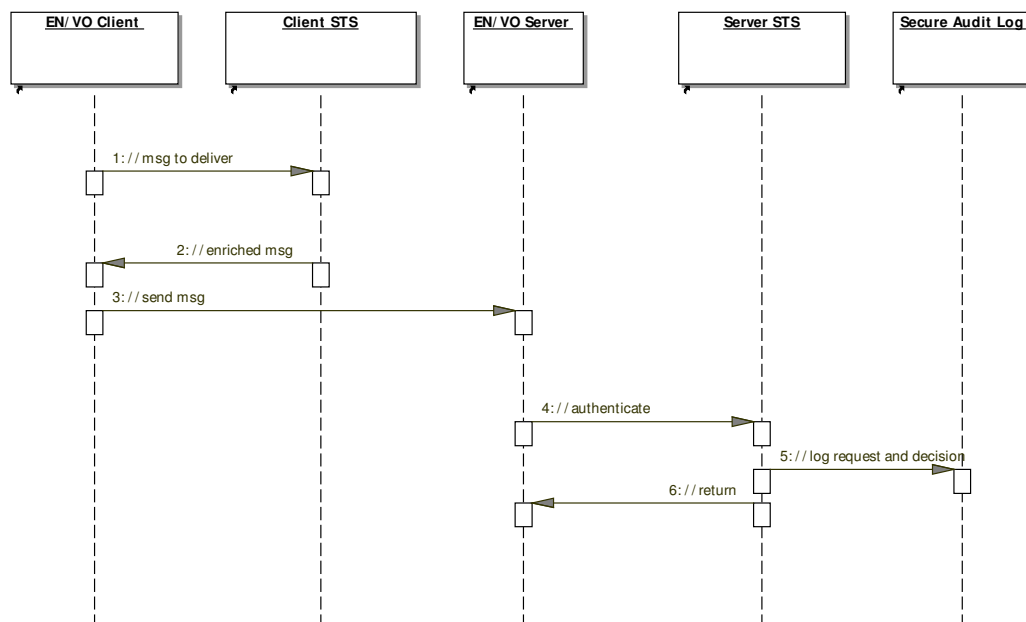 EN/VO Client
Client STS
EN/VO Server
Server STS
Secure Audit Log
1: // msg to deliver
2: // enriched msg
3: // send msg
4: // authenticate
5: // log request and decision
6: // return